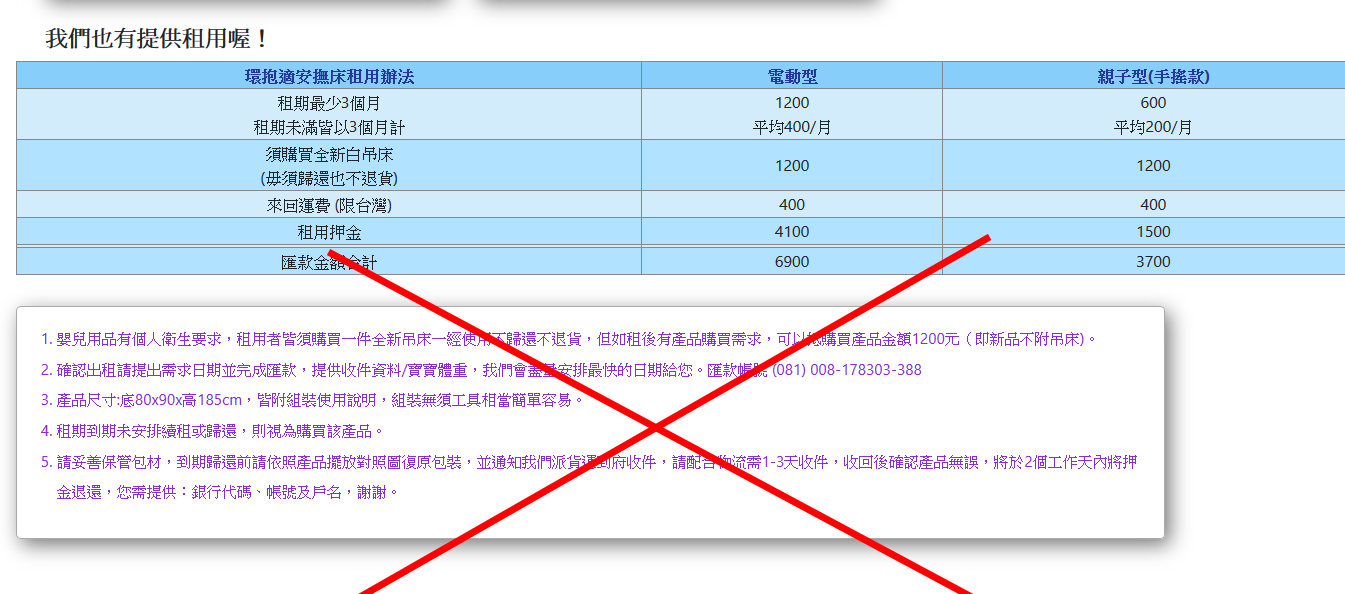 我們也有提供租用喔！
環抱適安撫床租用辦法 電動型 親子型(手搖款)
租期最少3個月 1200 600
租期未滿皆以3個月計 平均400/月 平均200/月
須購買全新白吊床
(毋須歸還也不退貨) 1200 1200
來回運費 (限台灣) 400 400
租用押金 4100 1500
匯款金額合計 6900 3700
1. 嬰兒用品有個人衛生要求，租用者皆須購買一件全新吊床一經使用不歸還不退貨，但如租後有產品購買需求，可以抵購買產品金額1200元（即新品不附吊床)。
2. 確認出租請提出需求日期並完成匯款，提供收件資料/寶寶體重，我們會盡量安排最快的日期給您。匯款帳號 (081) 008-178303-388
3. 產品尺寸:底80x90x高185cm，皆附組裝使用說明，組裝無須工具相當簡單容易。
4. 租期到期未安排續租或歸還，則視為購買該產品。
5. 請妥善保管包材，到期歸還前請依照產品擺放對照圖復原包裝，並通知我們派貨運到府收件，請配合物流需1-3天收件，收回後確認產品無誤，將於2個工作天內將押
金退還，您需提供：銀行代碼、帳號及戶名，謝謝。